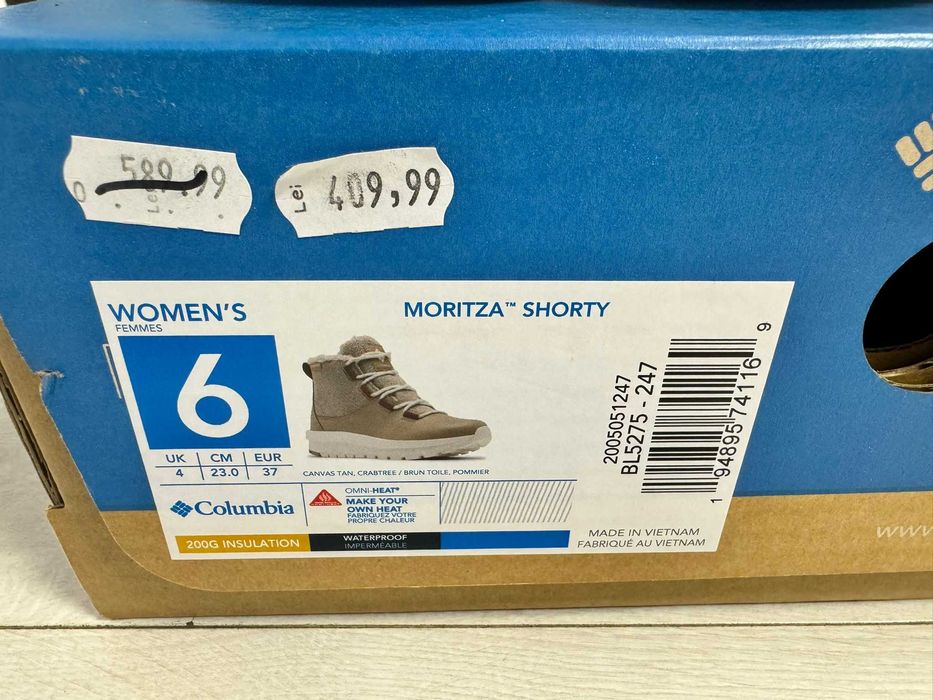 589.99
Lei
Lei 409,99
WOMEN'S
FEMMES
MORITZA™ SHORTY
6
UK CM EUR
4 23.0 37
CANVAS TAN, CRABTREE / BRUN TOILE, POMMIER
Columbia
OMNI-HEAT®
MAKE YOUR
OWN HEAT
FABRIQUEZ VOTRE
PROPRE CHALEUR
200G INSULATION
WATERPROOF
IMPERMÉABLE
MADE IN VIETNAM
FABRIQUÉ AU VIETNAM
2005051247
BL5275 - 247
1 94895 74116 9
www.